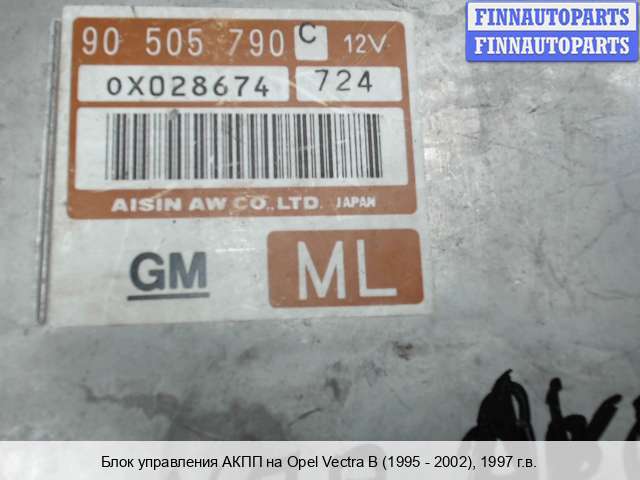 FINNAUTOPARTS
FINNAUTOPARTS
90 505 790 C 12V
0X028674 724
AISIN AW CO.,LTD. JAPAN
GM ML
Блок управления АКПП на Opel Vectra B (1995 - 2002), 1997 г.в.